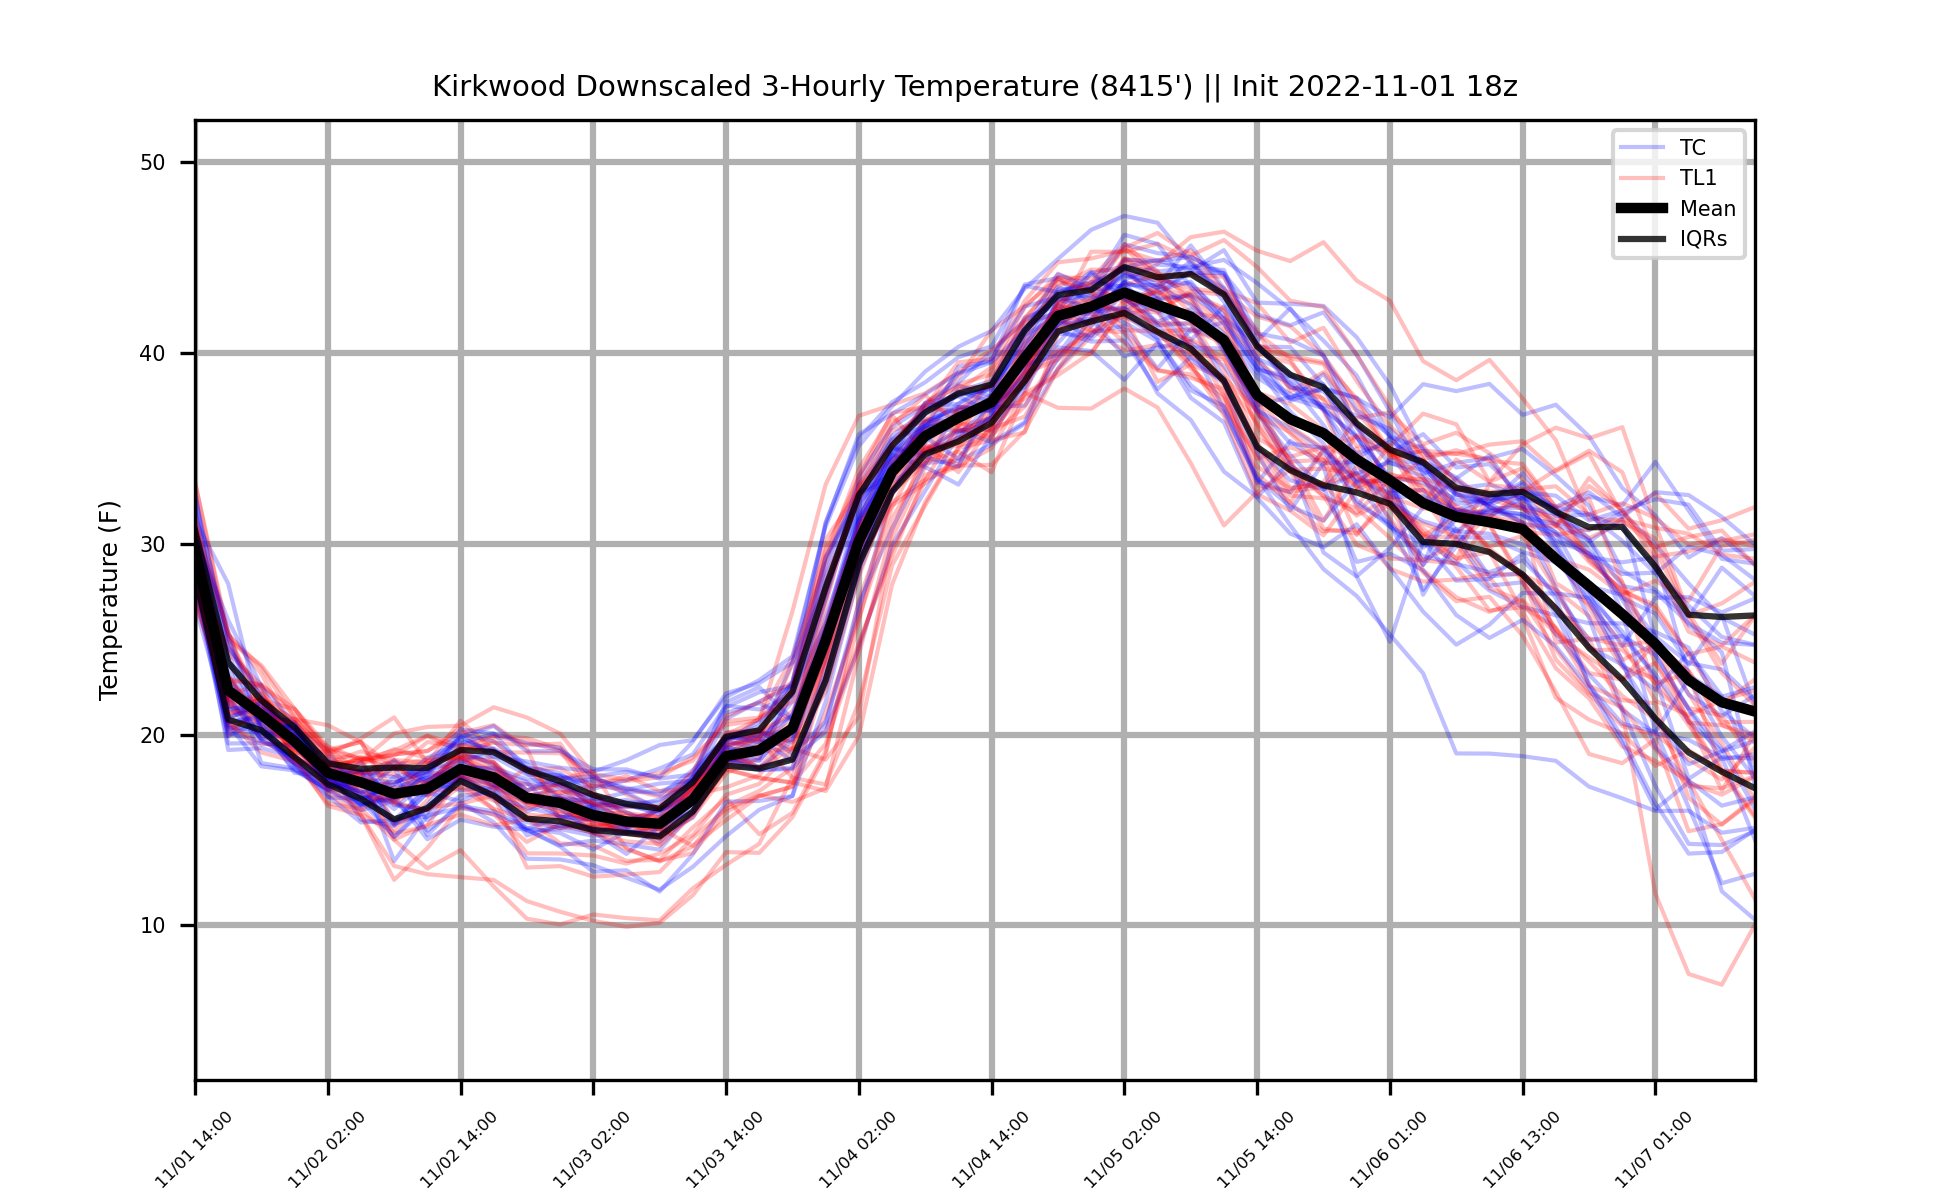 Kirkwood Downscaled 3-Hourly Temperature (8415') || Init 2022-11-01 18z
TC
TL1
Mean
IQRs
Temperature (F)
50
40
30
20
10
11/01 14:00
11/02 02:00
11/02 14:00
11/03 02:00
11/03 14:00
11/04 02:00
11/04 14:00
11/05 02:00
11/05 14:00
11/06 01:00
11/06 13:00
11/07 01:00